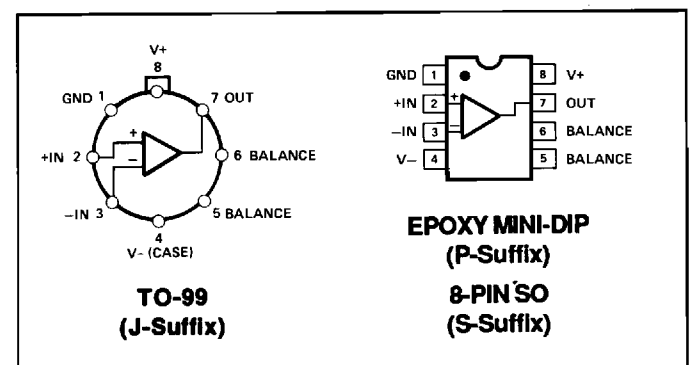 V+
8
GND 1
7 OUT
+
+IN 2
6 BALANCE
−
−IN 3
5 BALANCE
4
V− (CASE)
TO-99
(J-Suffix)
GND 1
8 V+
+IN 2
+
7 OUT
−IN 3
−
6 BALANCE
V− 4
5 BALANCE
EPOXY MINI-DIP
(P-Suffix)
8-PIN SO
(S-Suffix)